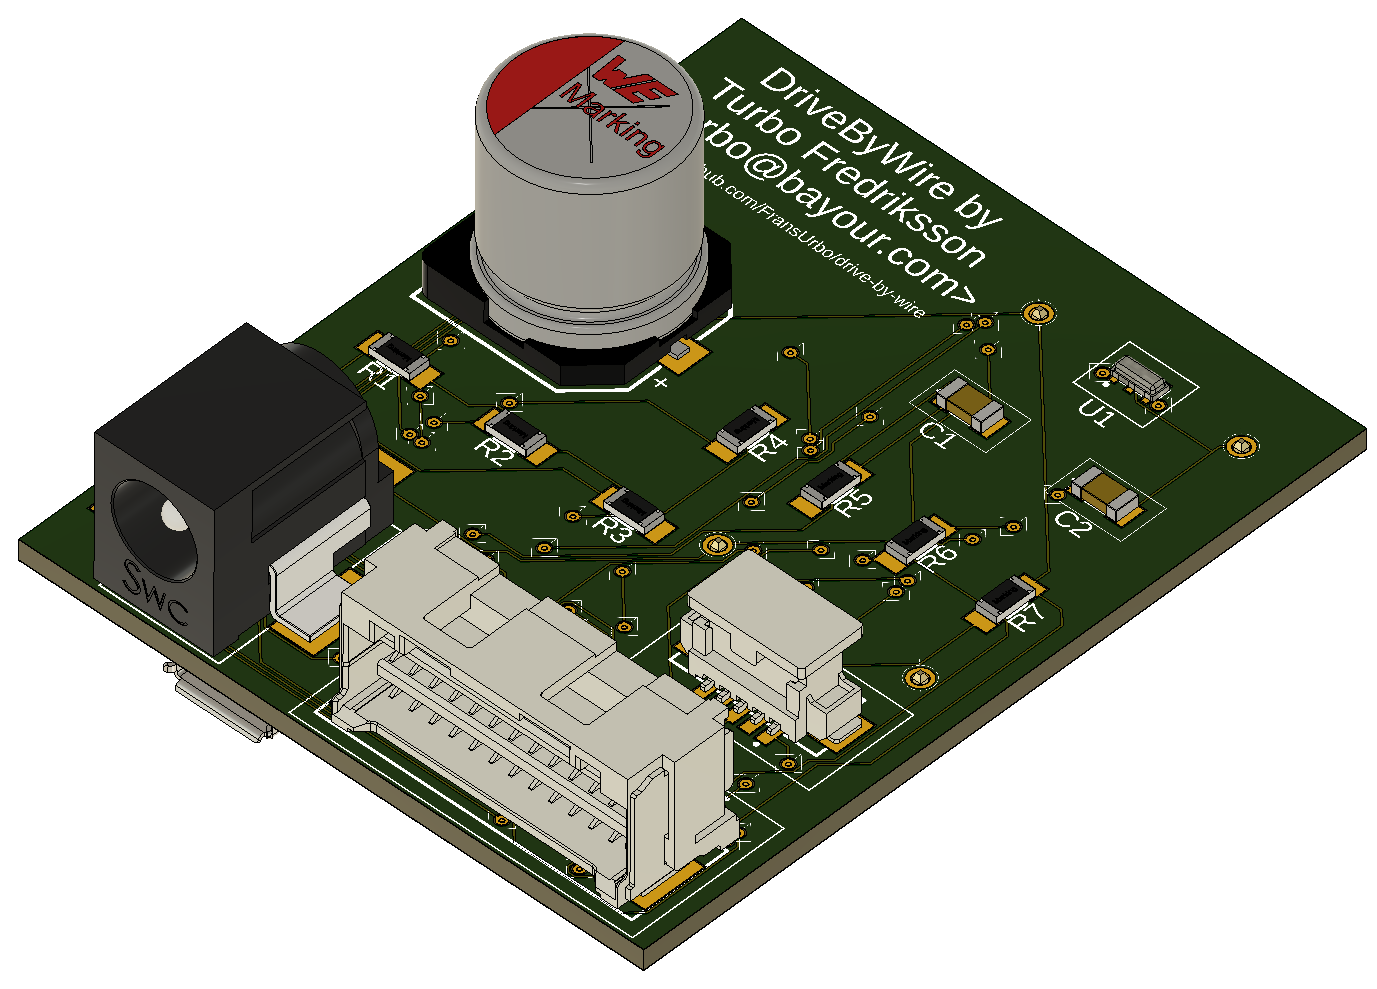 DriveByWire by
Turbo Fredriksson
rbo@bayour.com>
ub.com/FransUrbo/drive-by-wire
WE
Marking
+
R1
R2
R3
R4
R5
R6
R7
C1
C2
U1
SWC